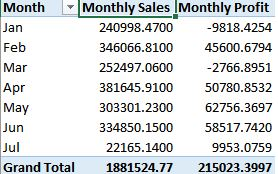 Month Monthly Sales Monthly Profit
Jan 240998.4700 -9818.4254
Feb 346066.8100 45600.6794
Mar 252497.0600 -2766.8951
Apr 381645.9100 50780.8532
May 303301.2300 62756.3697
Jun 334850.1500 58517.7420
Jul 22165.1400 9953.0759
Grand Total 1881524.77 215023.3997